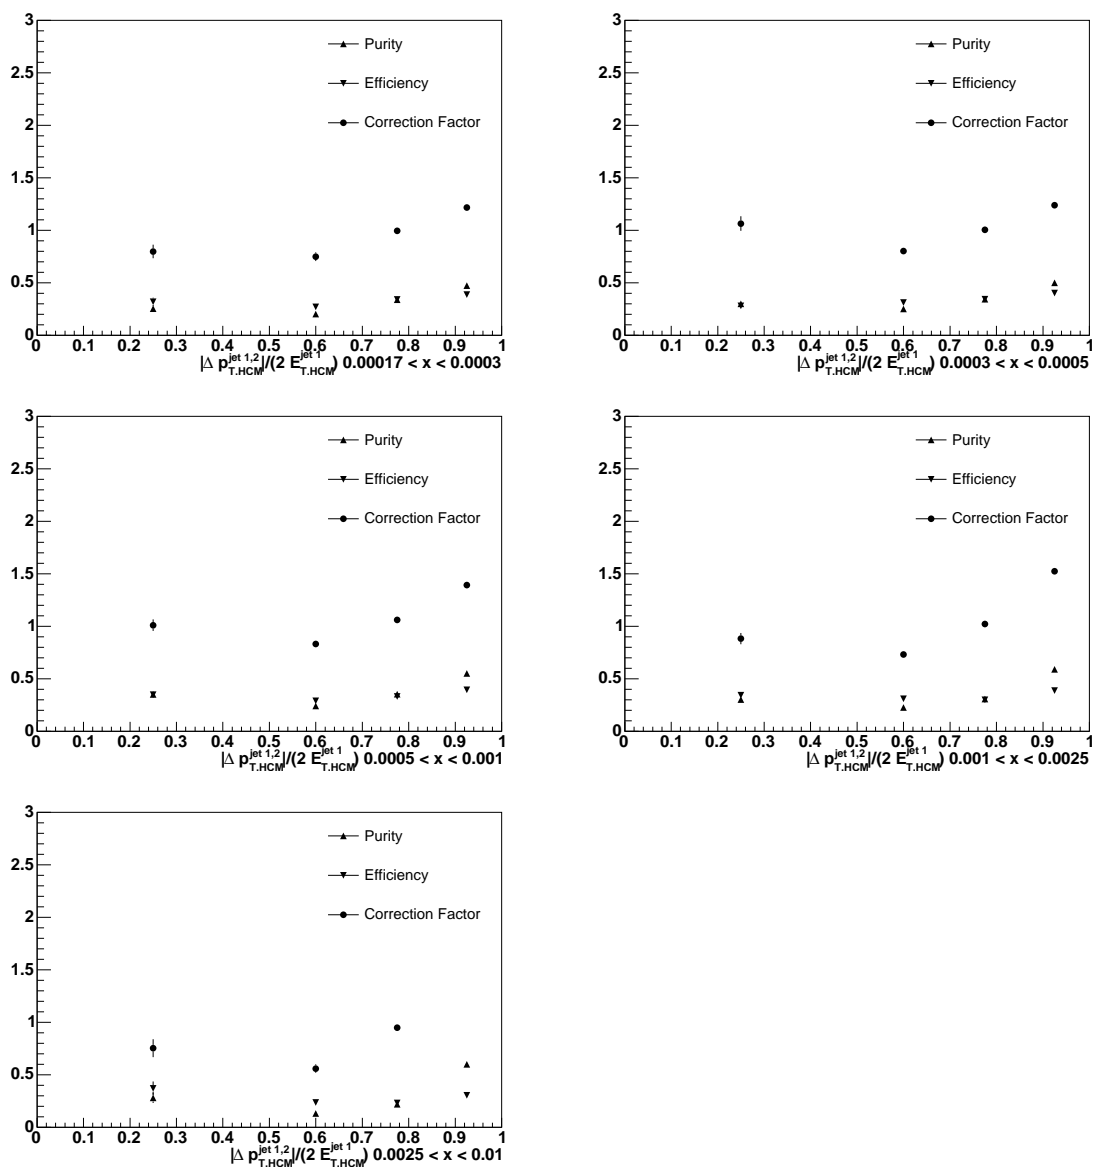 3
2.5
2
1.5
1
0.5
0
Purity
Efficiency
Correction Factor
0 0.1 0.2 0.3 0.4 0.5 0.6 0.7 0.8 0.9 1
|Δ p^{jet 1,2}_{T,HCM}|/(2 E^{jet 1}_{T,HCM}) 0.00017 < x < 0.0003
3
2.5
2
1.5
1
0.5
0
Purity
Efficiency
Correction Factor
0 0.1 0.2 0.3 0.4 0.5 0.6 0.7 0.8 0.9 1
|Δ p^{jet 1,2}_{T,HCM}|/(2 E^{jet 1}_{T,HCM}) 0.0003 < x < 0.0005
3
2.5
2
1.5
1
0.5
0
Purity
Efficiency
Correction Factor
0 0.1 0.2 0.3 0.4 0.5 0.6 0.7 0.8 0.9 1
|Δ p^{jet 1,2}_{T,HCM}|/(2 E^{jet 1}_{T,HCM}) 0.0005 < x < 0.001
3
2.5
2
1.5
1
0.5
0
Purity
Efficiency
Correction Factor
0 0.1 0.2 0.3 0.4 0.5 0.6 0.7 0.8 0.9 1
|Δ p^{jet 1,2}_{T,HCM}|/(2 E^{jet 1}_{T,HCM}) 0.001 < x < 0.0025
3
2.5
2
1.5
1
0.5
0
Purity
Efficiency
Correction Factor
0 0.1 0.2 0.3 0.4 0.5 0.6 0.7 0.8 0.9 1
|Δ p^{jet 1,2}_{T,HCM}|/(2 E^{jet 1}_{T,HCM}) 0.0025 < x < 0.01